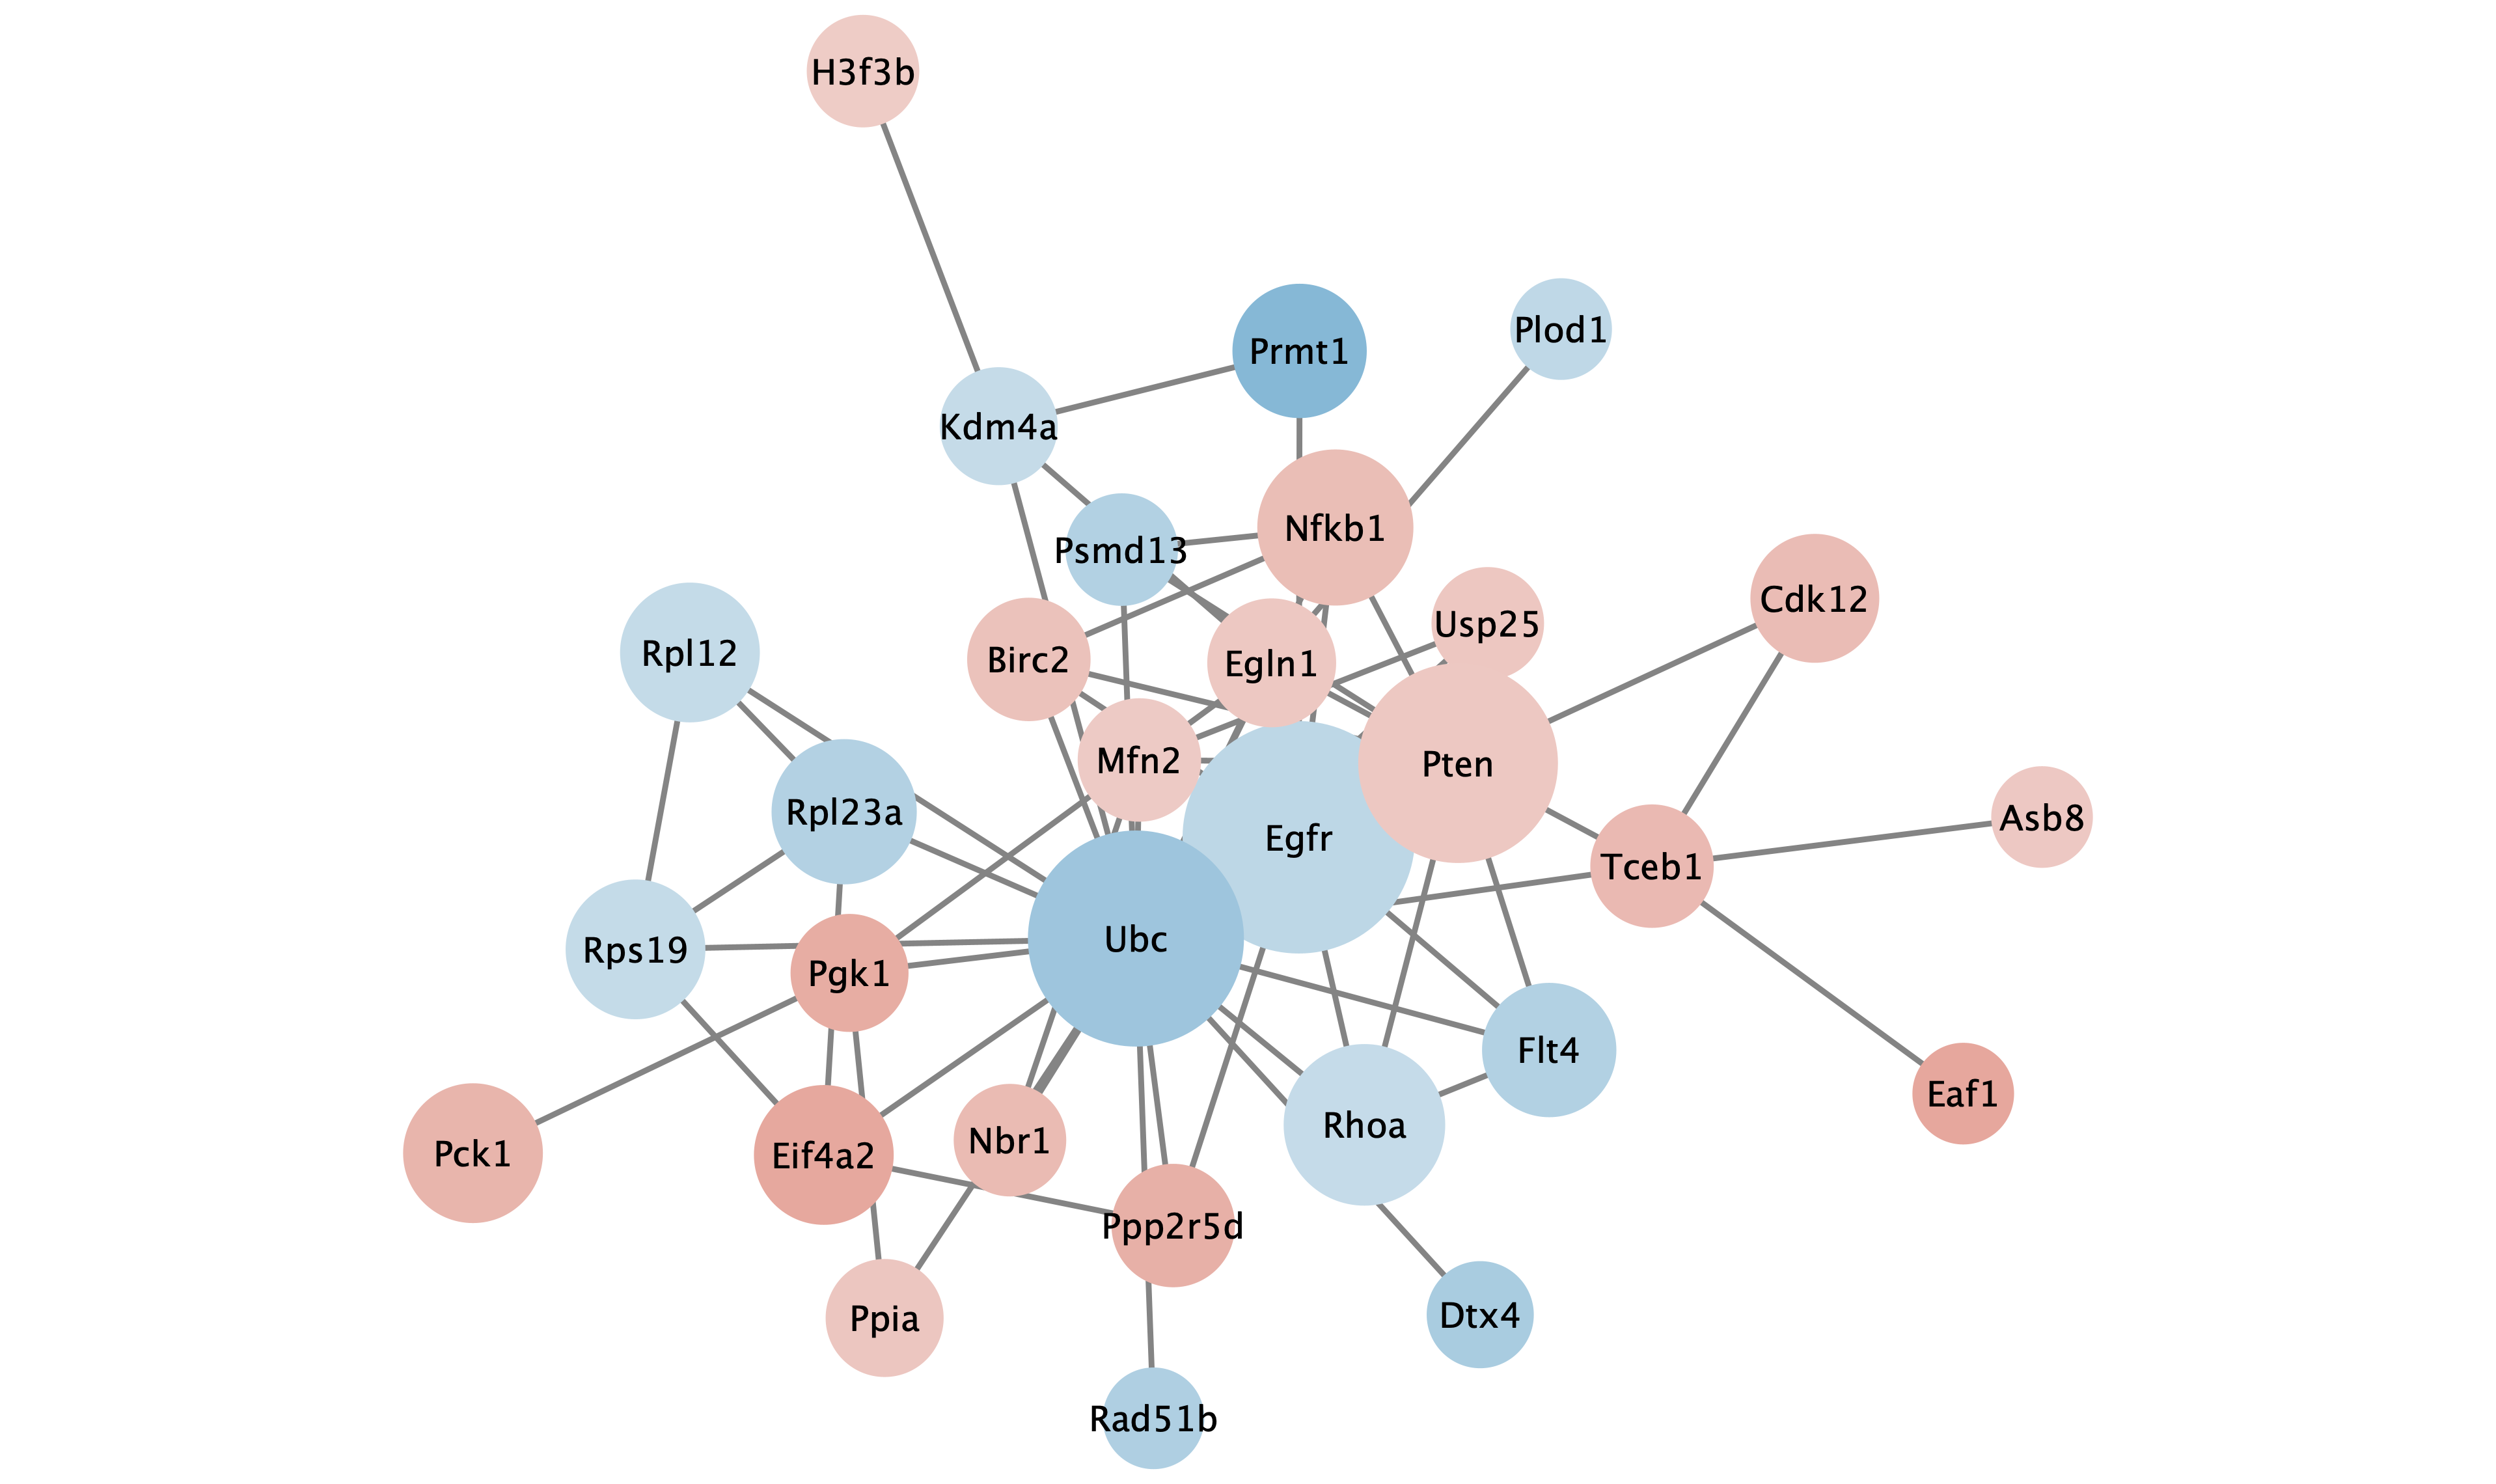 H3f3b
Prmt1
Plod1
Kdm4a
Nfkb1
Psmd13
Cdk12
Usp25
Rpl12
Birc2
Egln1
Mfn2
Pten
Rpl23a
Asb8
Egfr
Tceb1
Ubc
Rps19
Pgk1
Flt4
Eaf1
Rhoa
Nbr1
Pck1
Eif4a2
Ppp2r5d
Dtx4
Ppia
Rad51b